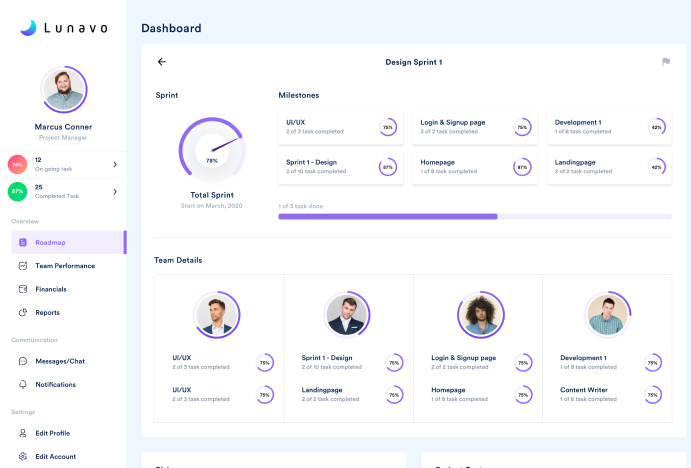 Lunavo
Marcus Conner
Project Manager
74%
12
On going task
87%
25
Completed Task
Overview
Roadmap
Team Performance
Financials
Reports
Communication
Messages/Chat
Notifications
Settings
Edit Profile
Edit Account
Dashboard
Design Sprint 1
Sprint
78%
Total Sprint
Start on March, 2020
Milestones
UI/UX
2 of 3 task completed
75%
Login & Signup page
2 of 2 task completed
75%
Development 1
1 of 8 task completed
42%
Sprint 1 - Design
2 of 10 task completed
87%
Homepage
1 of 8 task completed
87%
Landingpage
2 of 2 task completed
42%
1 of 3 task done
Team Details
UI/UX
2 of 3 task completed
75%
UI/UX
2 of 3 task completed
75%
Sprint 1 - Design
2 of 10 task completed
75%
Landingpage
2 of 2 task completed
75%
Login & Signup page
2 of 2 task completed
75%
Homepage
1 of 8 task completed
75%
Development 1
1 of 8 task completed
75%
Content Writer
1 of 8 task completed
75%